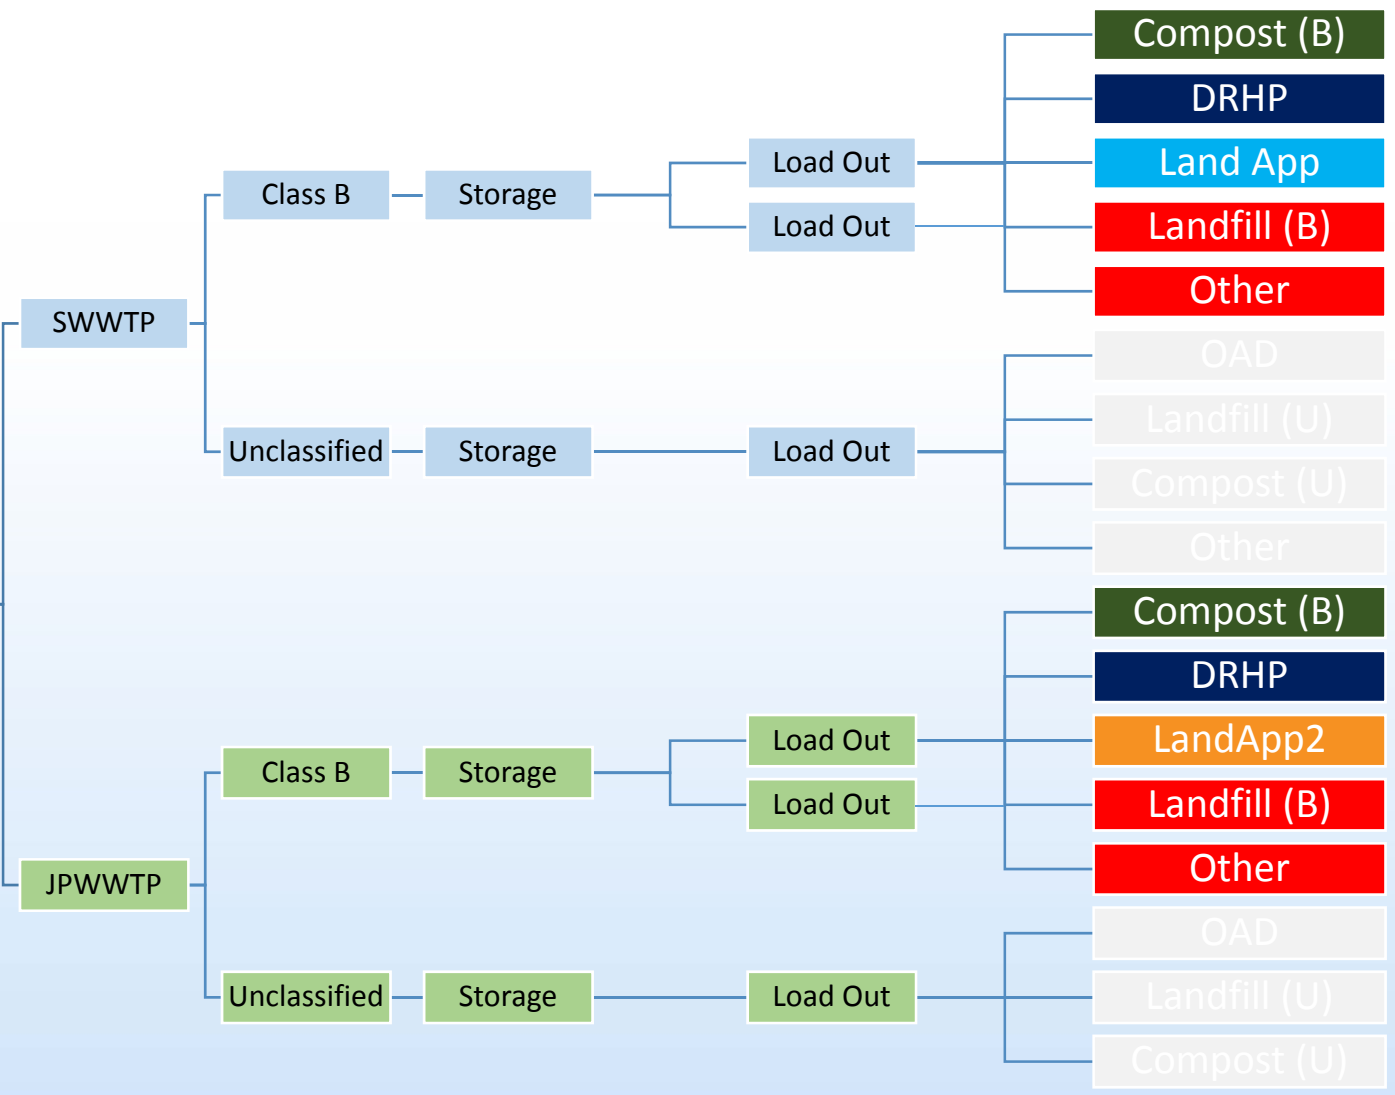 Compost (B)
DRHP
Load Out
Land App
Class B
Storage
Load Out
Landfill (B)
Other
SWWTP
OAD
Landfill (U)
Unclassified
Storage
Load Out
Compost (U)
Other
Compost (B)
DRHP
Load Out
LandApp2
Class B
Storage
Load Out
Landfill (B)
Other
JPWWTP
OAD
Unclassified
Storage
Load Out
Landfill (U)
Compost (U)